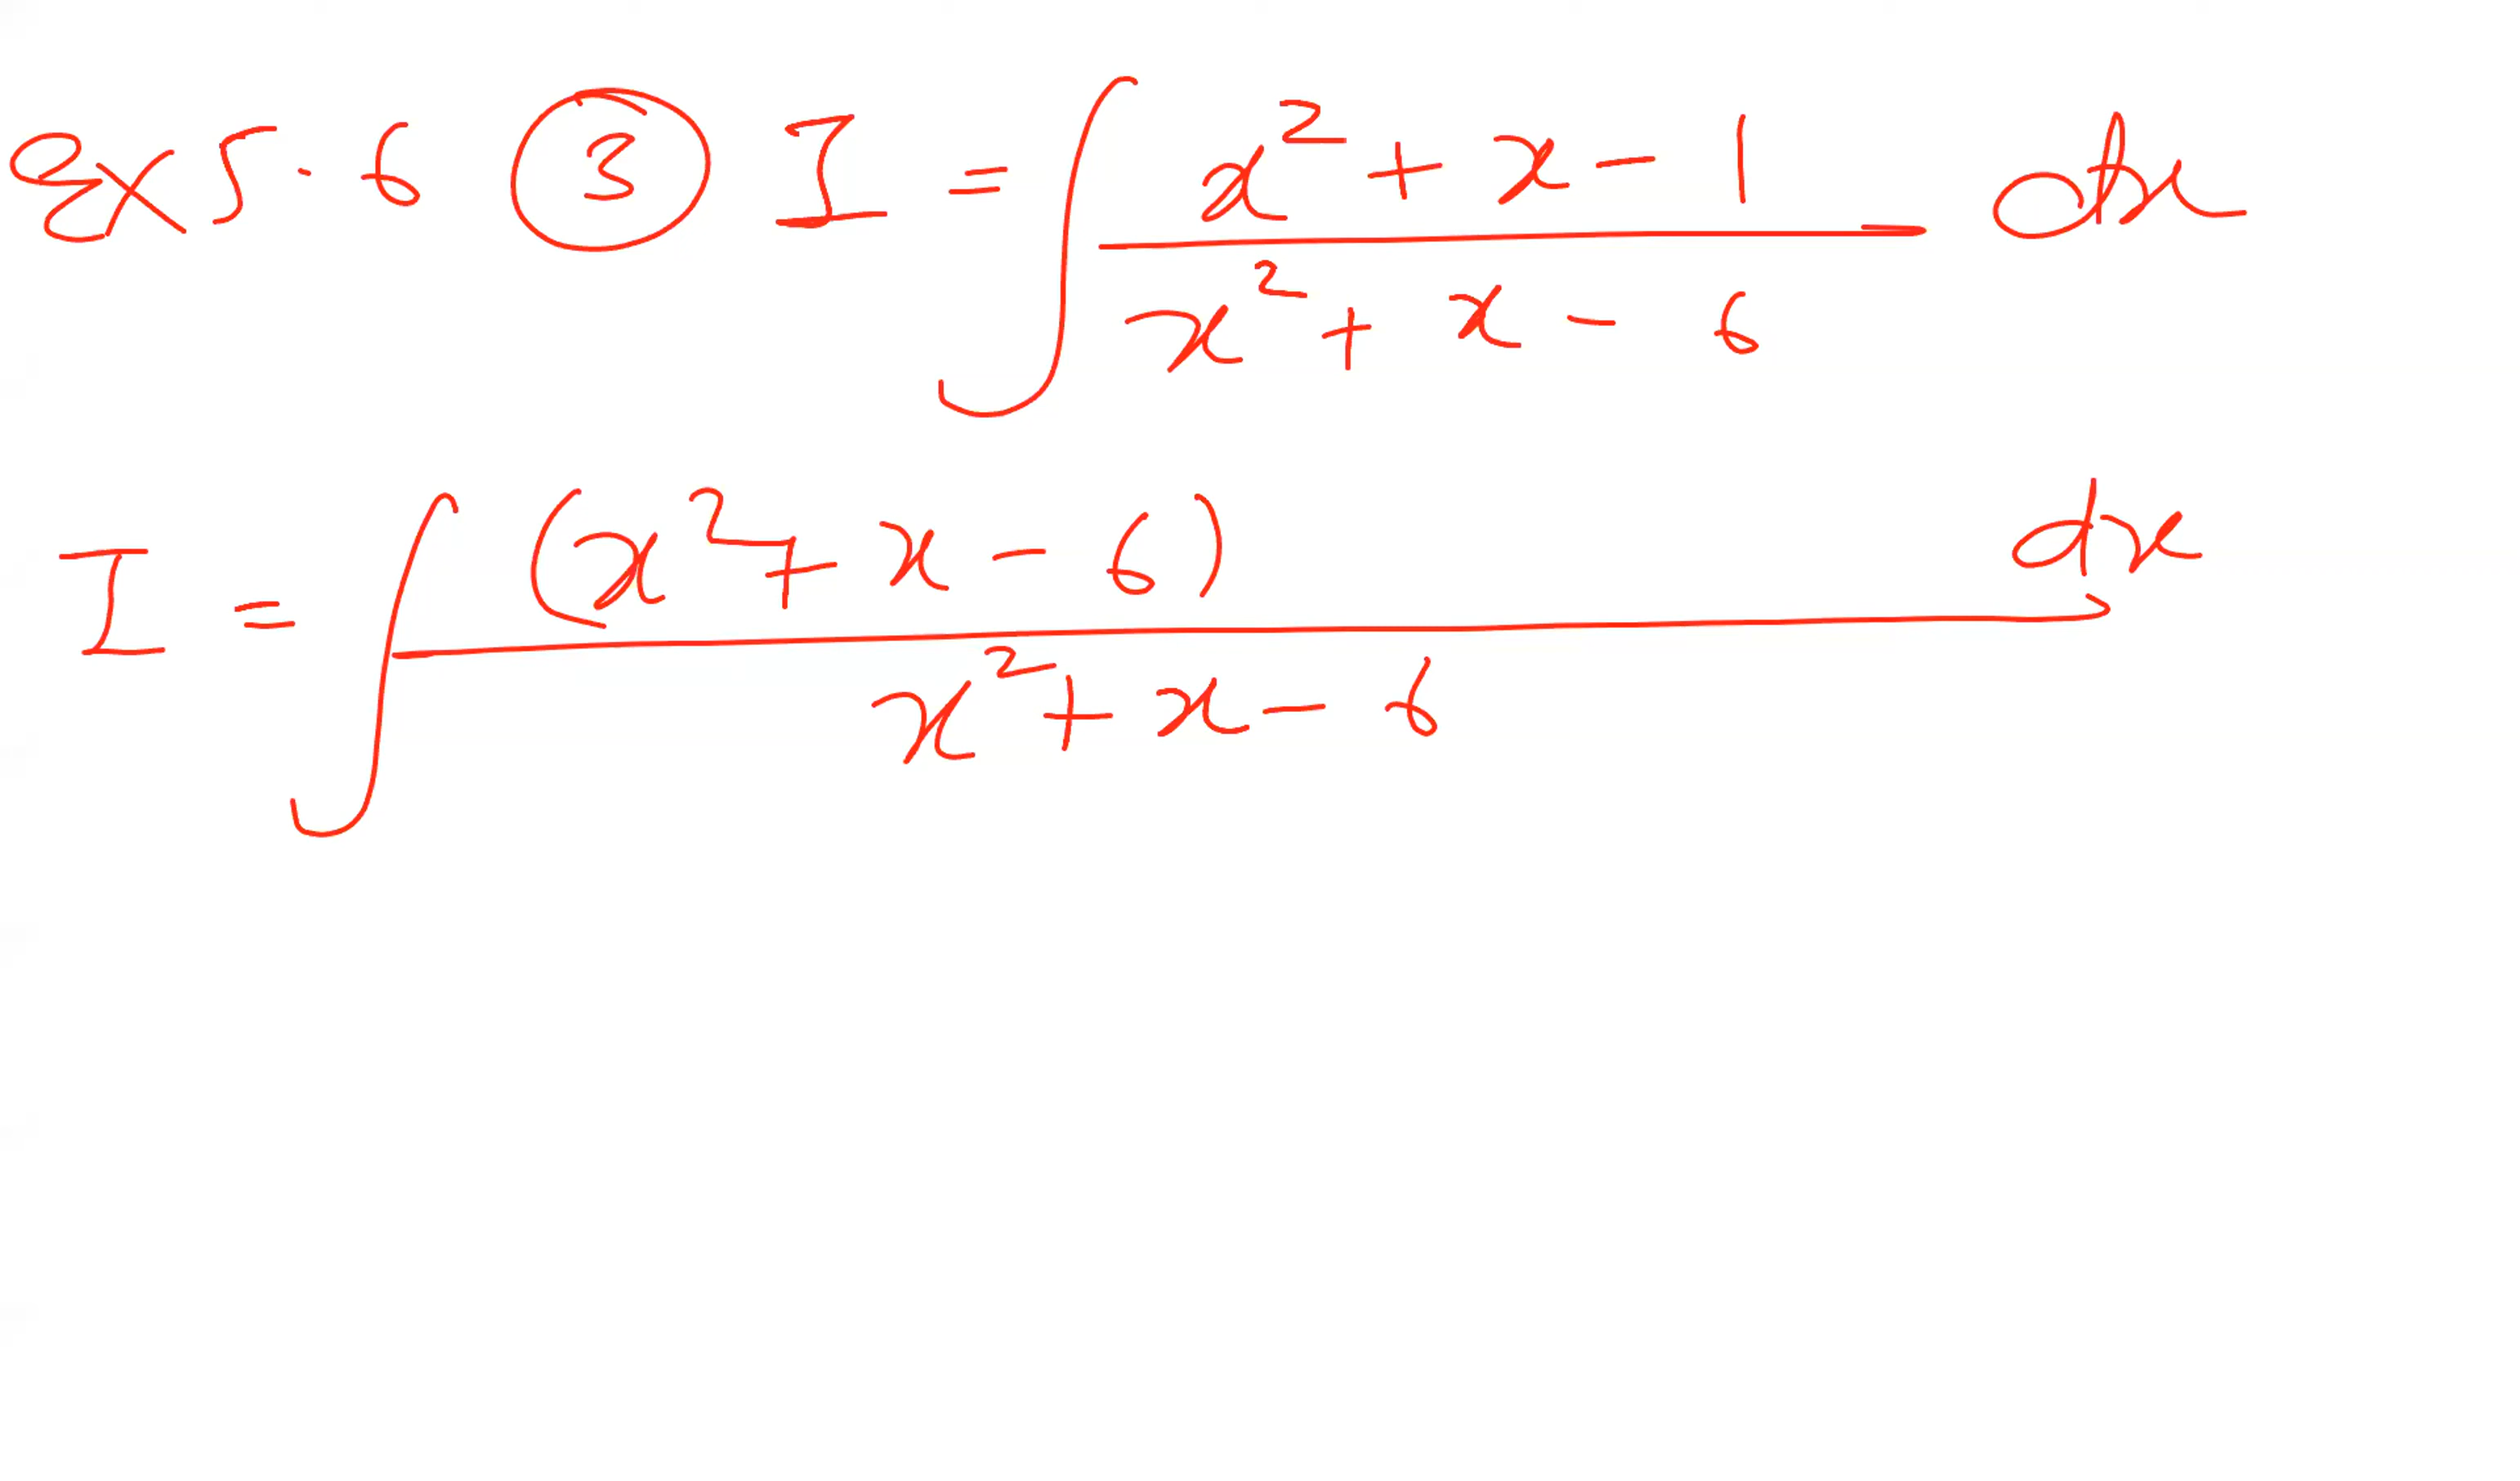 ex 5.6 ③ I = ∫ (x² + x - 1)/(x² + x - 6) dx
I = ∫ ((x² + x - 6) )/(x² + x - 6) dx